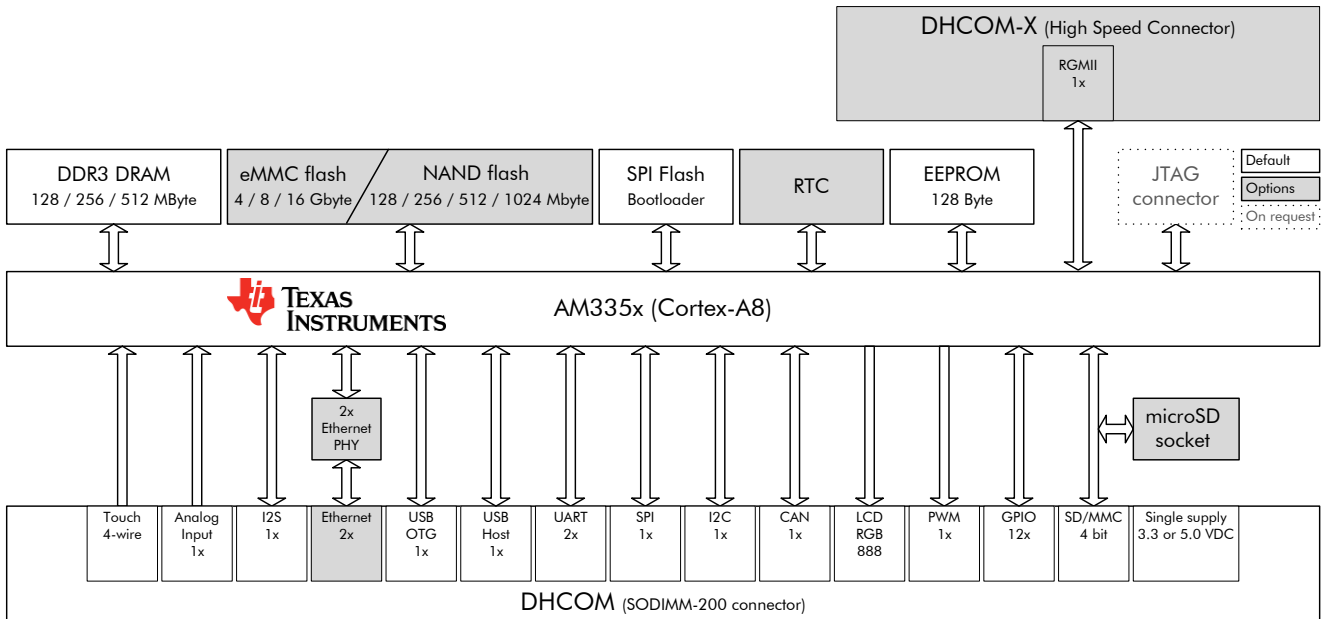 DHCOM-X (High Speed Connector)
RGMII
1x
DDR3 DRAM
128 / 256 / 512 MByte
eMMC flash
4 / 8 / 16 Gbyte
NAND flash
128 / 256 / 512 / 1024 Mbyte
SPI Flash
Bootloader
RTC
EEPROM
128 Byte
JTAG
connector
Default
Options
On request
TEXAS
INSTRUMENTS
AM335x (Cortex-A8)
2x
Ethernet
PHY
microSD
socket
Touch
4-wire
Analog
Input
1x
I2S
1x
Ethernet
2x
USB
OTG
1x
USB
Host
1x
UART
2x
SPI
1x
I2C
1x
CAN
1x
LCD
RGB
888
PWM
1x
GPIO
12x
SD/MMC
4 bit
Single supply
3.3 or 5.0 VDC
DHCOM (SODIMM-200 connector)